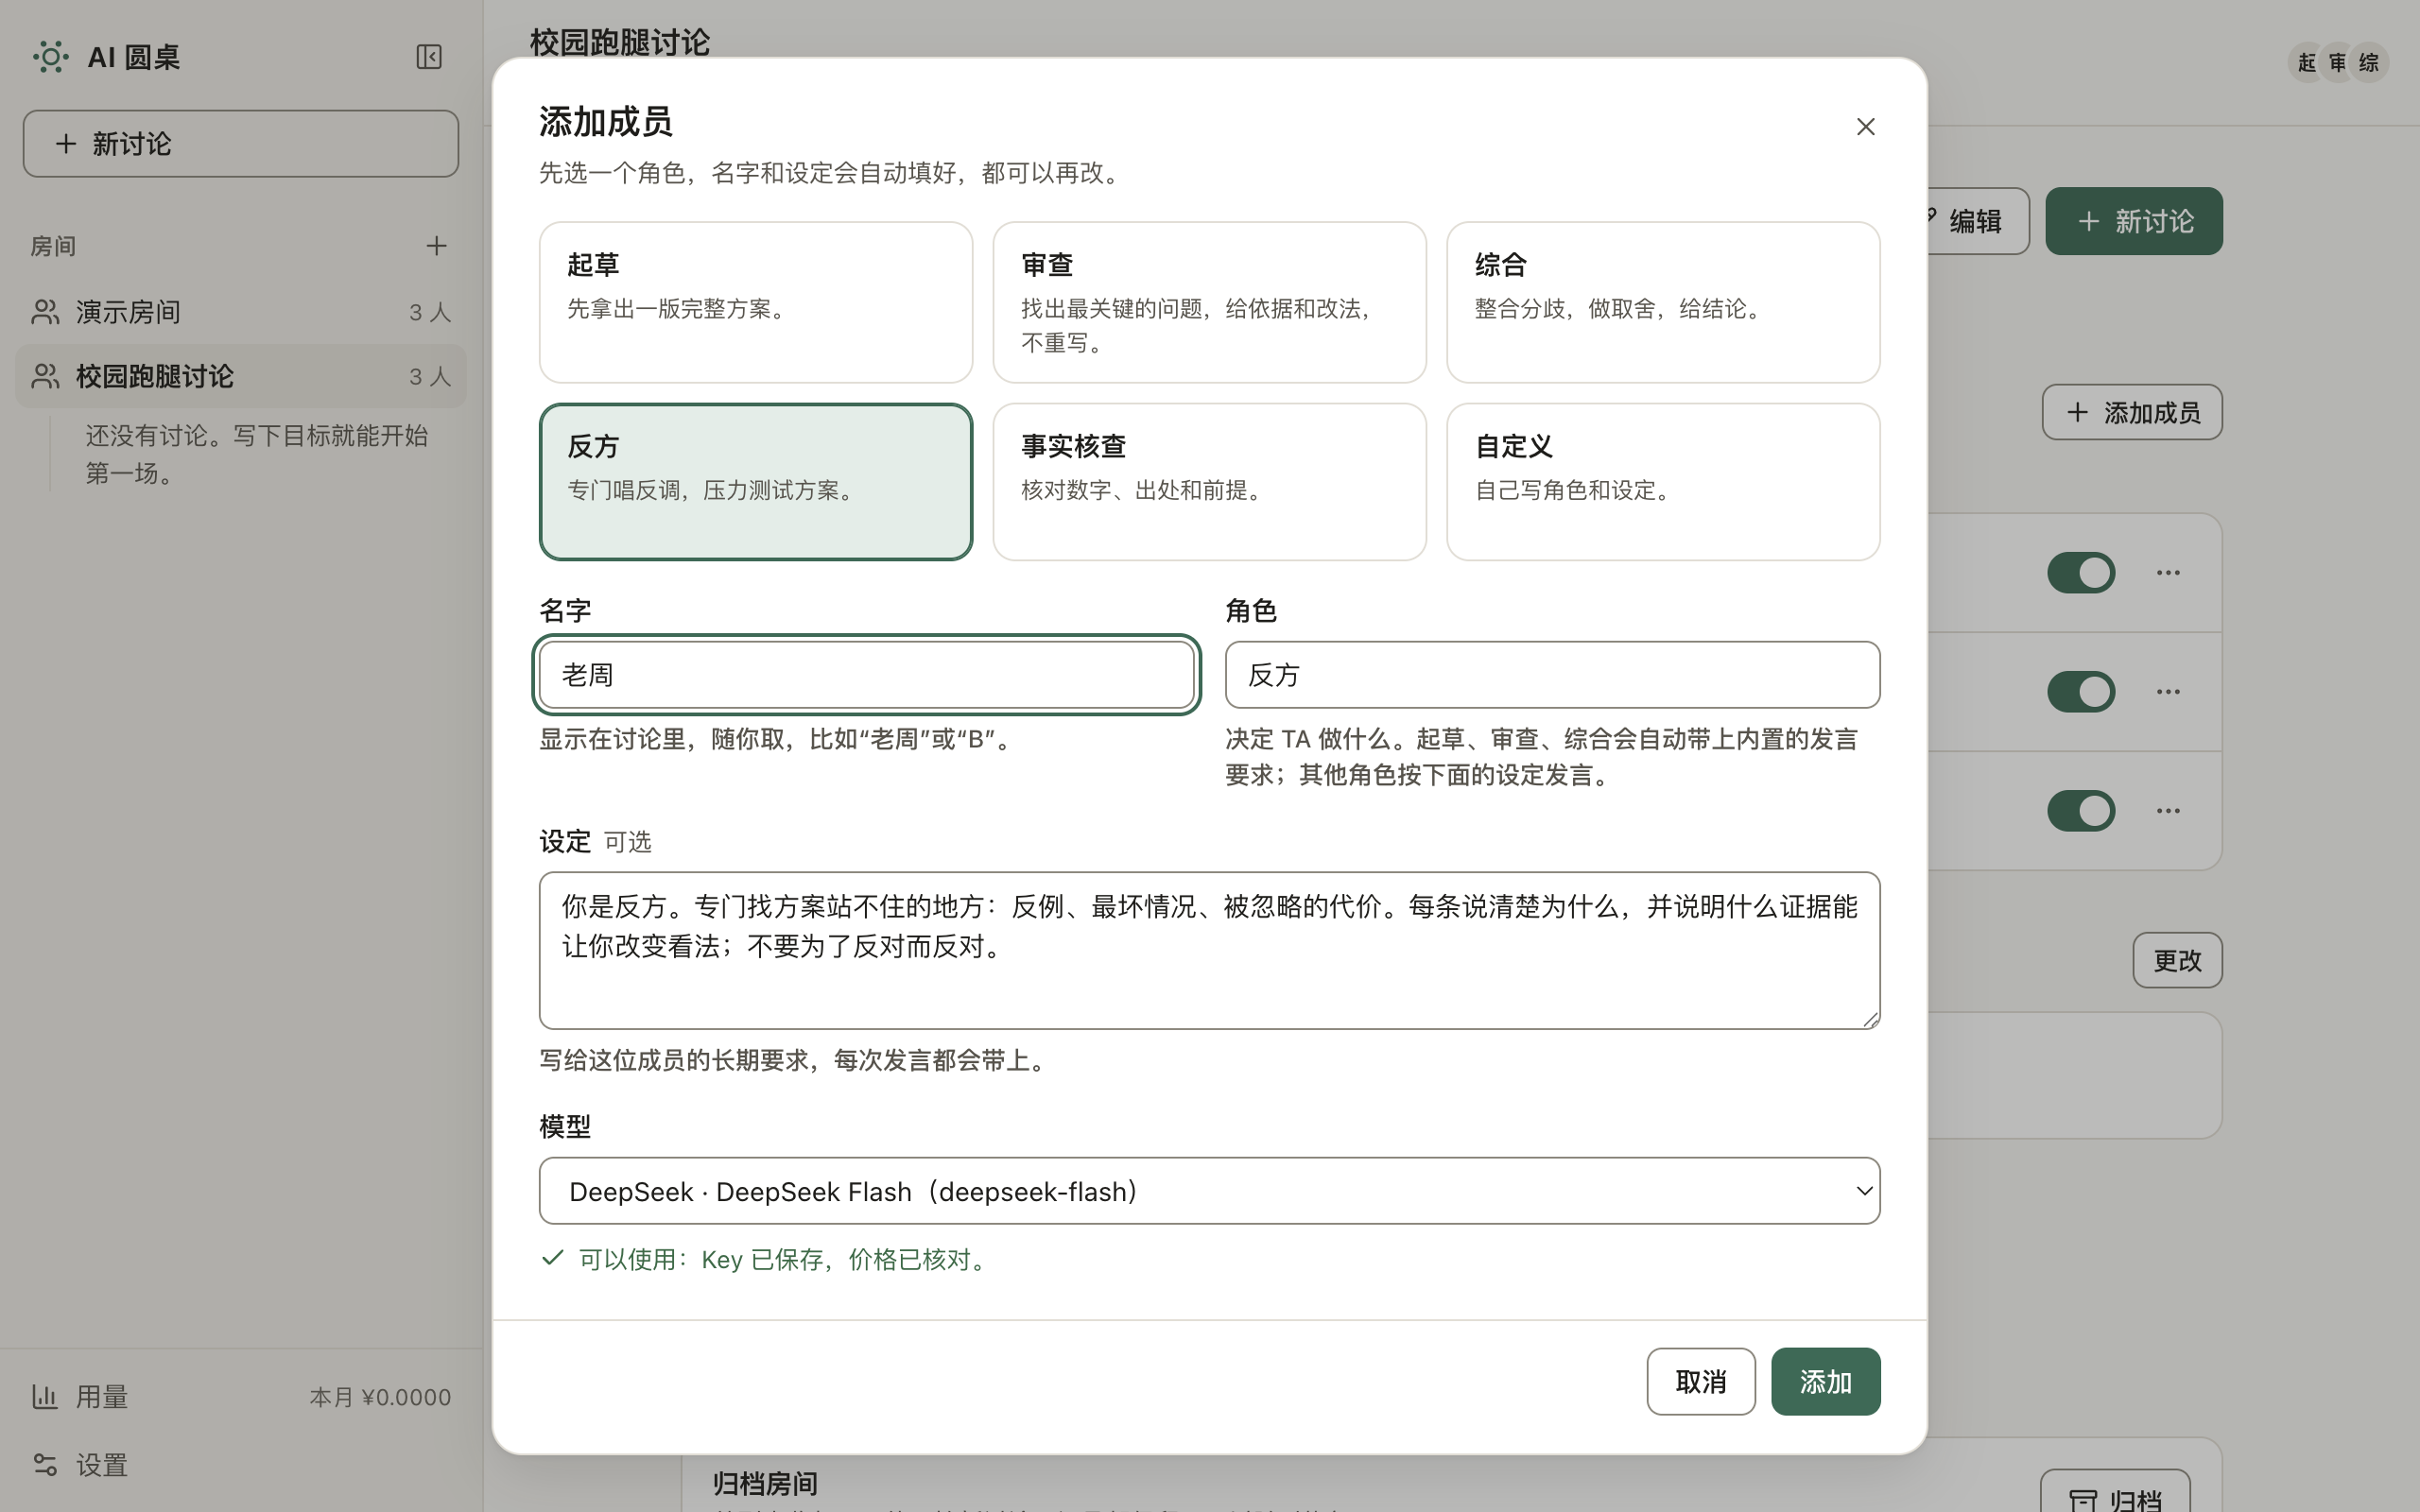 AI 圆桌
新讨论
房间
演示房间
3 人
校园跑腿讨论
3 人
还没有讨论。写下目标就能开始
第一场。
用量
本月 ¥0.0000
设置
校园跑腿讨论
起
审
综
编辑
新讨论
添加成员
更改
归档房间
归档
添加成员
先选一个角色，名字和设定会自动填好，都可以再改。
起草
先拿出一版完整方案。
审查
找出最关键的问题，给依据和改法，
不重写。
综合
整合分歧，做取舍，给结论。
反方
专门唱反调，压力测试方案。
事实核查
核对数字、出处和前提。
自定义
自己写角色和设定。
名字
老周
显示在讨论里，随你取，比如“老周”或“B”。
角色
反方
决定 TA 做什么。起草、审查、综合会自动带上内置的发言
要求；其他角色按下面的设定发言。
设定 可选
你是反方。专门找方案站不住的地方：反例、最坏情况、被忽略的代价。每条说清楚为什么，并说明什么证据能
让你改变看法；不要为了反对而反对。
写给这位成员的长期要求，每次发言都会带上。
模型
DeepSeek · DeepSeek Flash（deepseek-flash）
可以使用：Key 已保存，价格已核对。
取消
添加